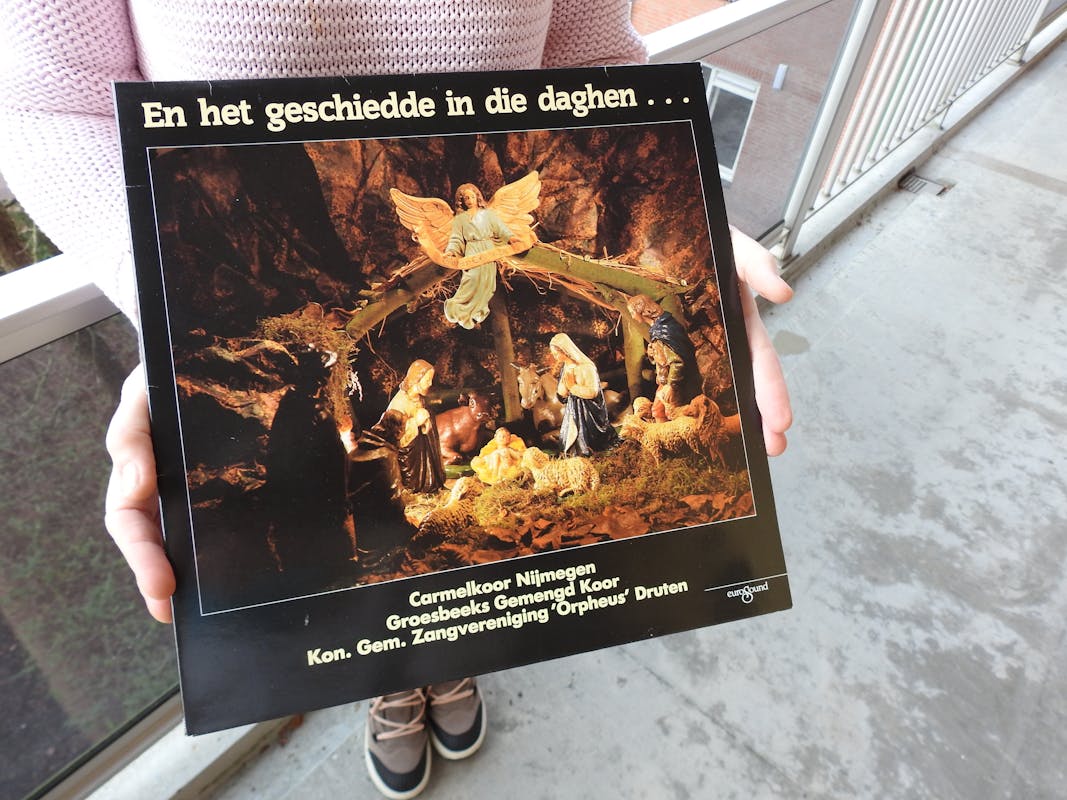 En het geschiedde in die daghen . . .
Carmelkoor Nijmegen
Groesbeeks Gemengd Koor
Kon. Gem. Zangvereniging 'Orpheus' Druten
euroSound